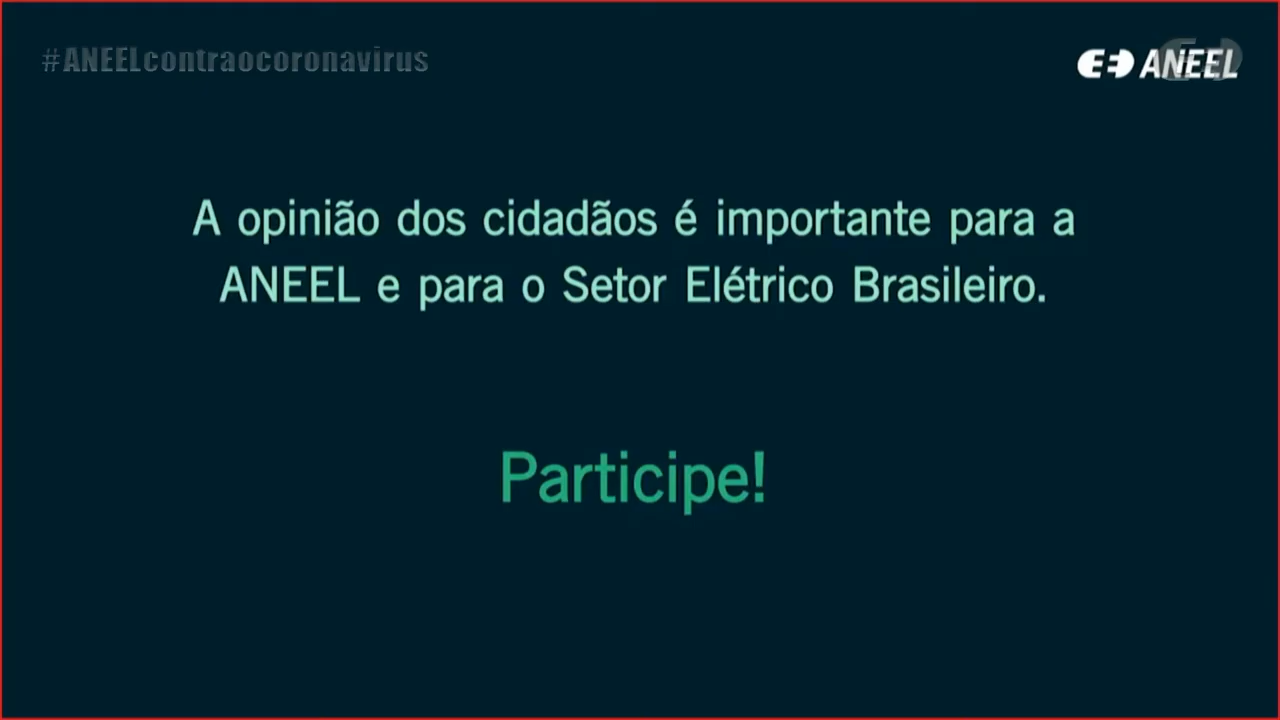 #ANEELcontraocoronavirus
ANEEL
A opinião dos cidadãos é importante para a
ANEEL e para o Setor Elétrico Brasileiro.
Participe!